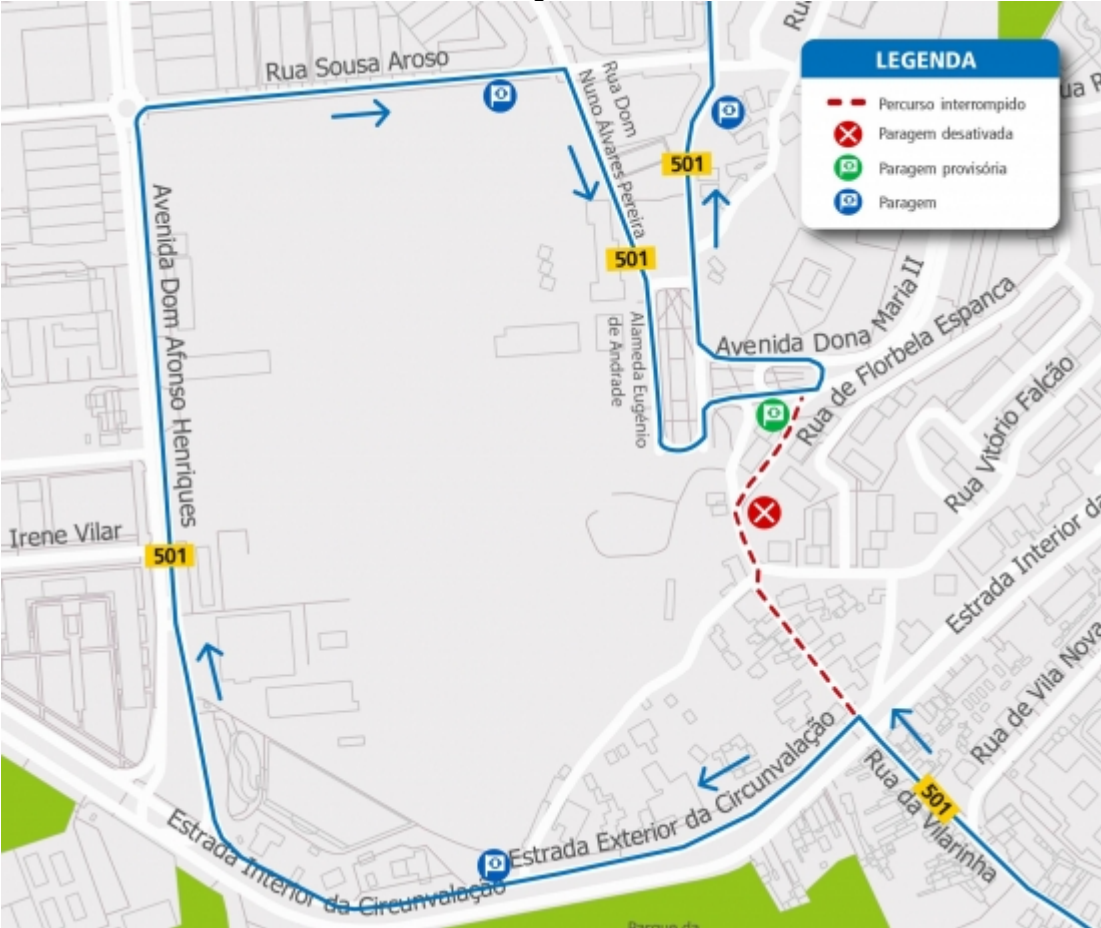 Rua Sousa Aroso
Rua Dom
Nuno Álvares Pereira
LEGENDA
Percurso interrompido
Paragem desativada
Paragem provisória
Paragem
501
501
Avenida Dom Afonso Henriques
Alameda Eugénio
de Andrade
Avenida Dona Maria II
Rua de Florbela Espanca
Rua Vitório Falcão
Irene Vilar
501
Estrada Interior da
Rua de Vila Nova
Estrada Exterior da Circunvalação
Rua da Vilarinha
501
Estrada Interior da Circunvalação